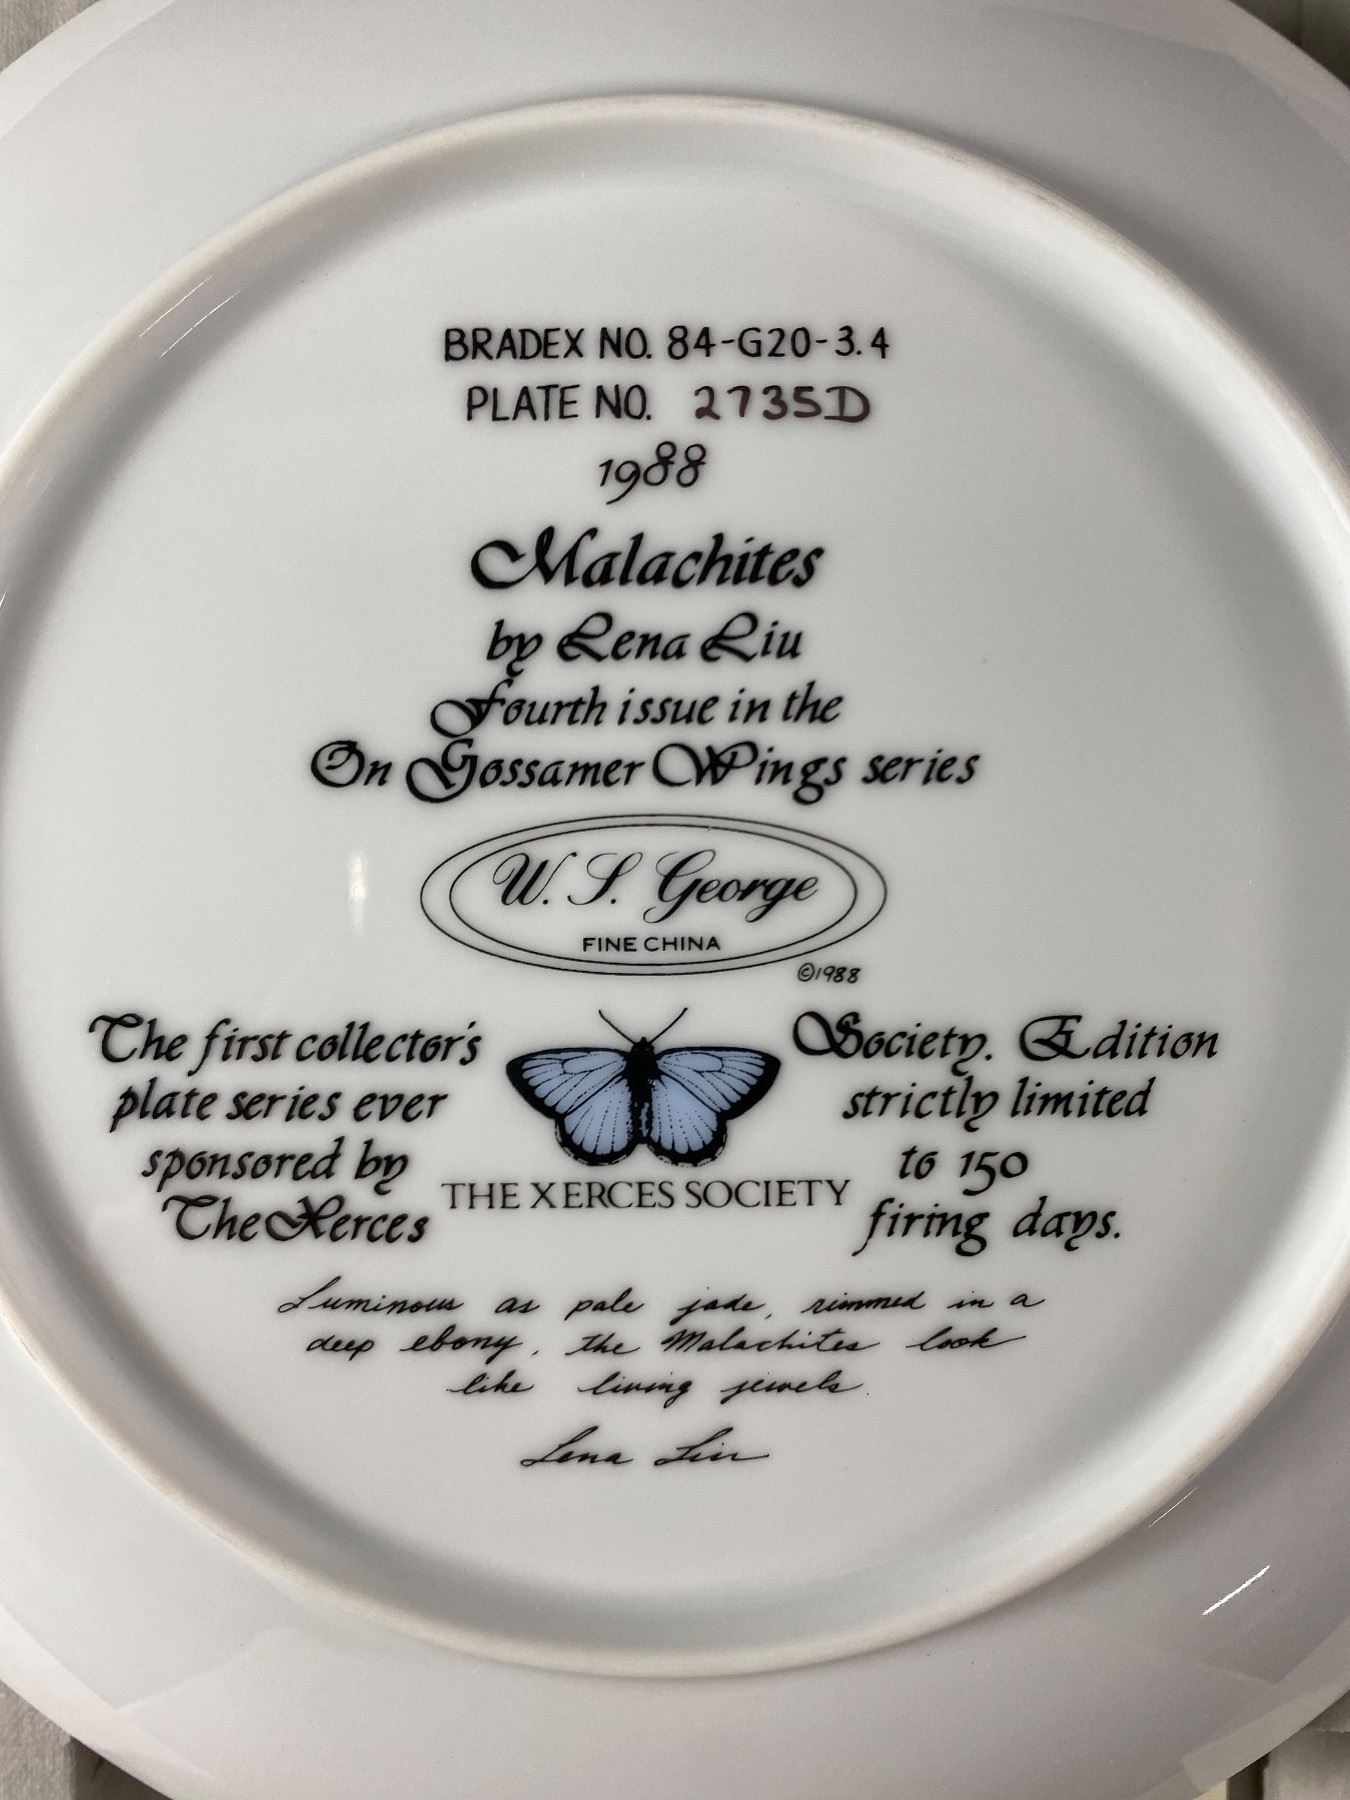 BRADEX NO. 84-G20-3.4
PLATE NO. 2735D
1988
Malachites
by Lena Liu
Fourth issue in the
On Gossamer Wings series
W. S. George
FINE CHINA
©1988
The first collector's
plate series ever
sponsored by
The Xerces
THE XERCES SOCIETY
Society. Edition
strictly limited
to 150
firing days.
Luminous as pale jade, rimmed in a
deep ebony, the Malachites look
like living jewels.
Lena Liu